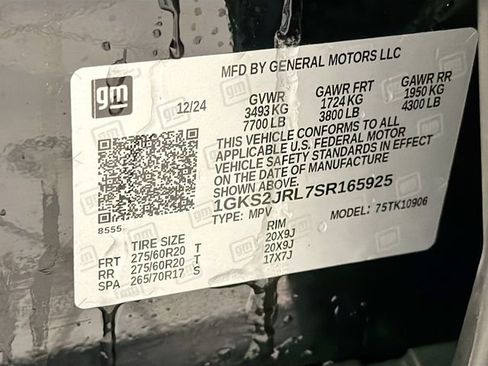 MFD BY GENERAL MOTORS LLC
gm
12/24
GVWR GAWR FRT GAWR RR
3493 KG 1724 KG 1950 KG
7700 LB 3800 LB 4300 LB
THIS VEHICLE CONFORMS TO ALL
APPLICABLE U.S. FEDERAL MOTOR
VEHICLE SAFETY STANDARDS IN EFFECT
ON THE DATE OF MANUFACTURE
SHOWN ABOVE.
1GKS2JRL7SR165925
TYPE: MPV MODEL: 75TK10906
8555
TIRE SIZE RIM
FRT 275/60R20 T 20X9J
RR 275/60R20 T 20X9J
SPA 265/70R17 S 17X7J